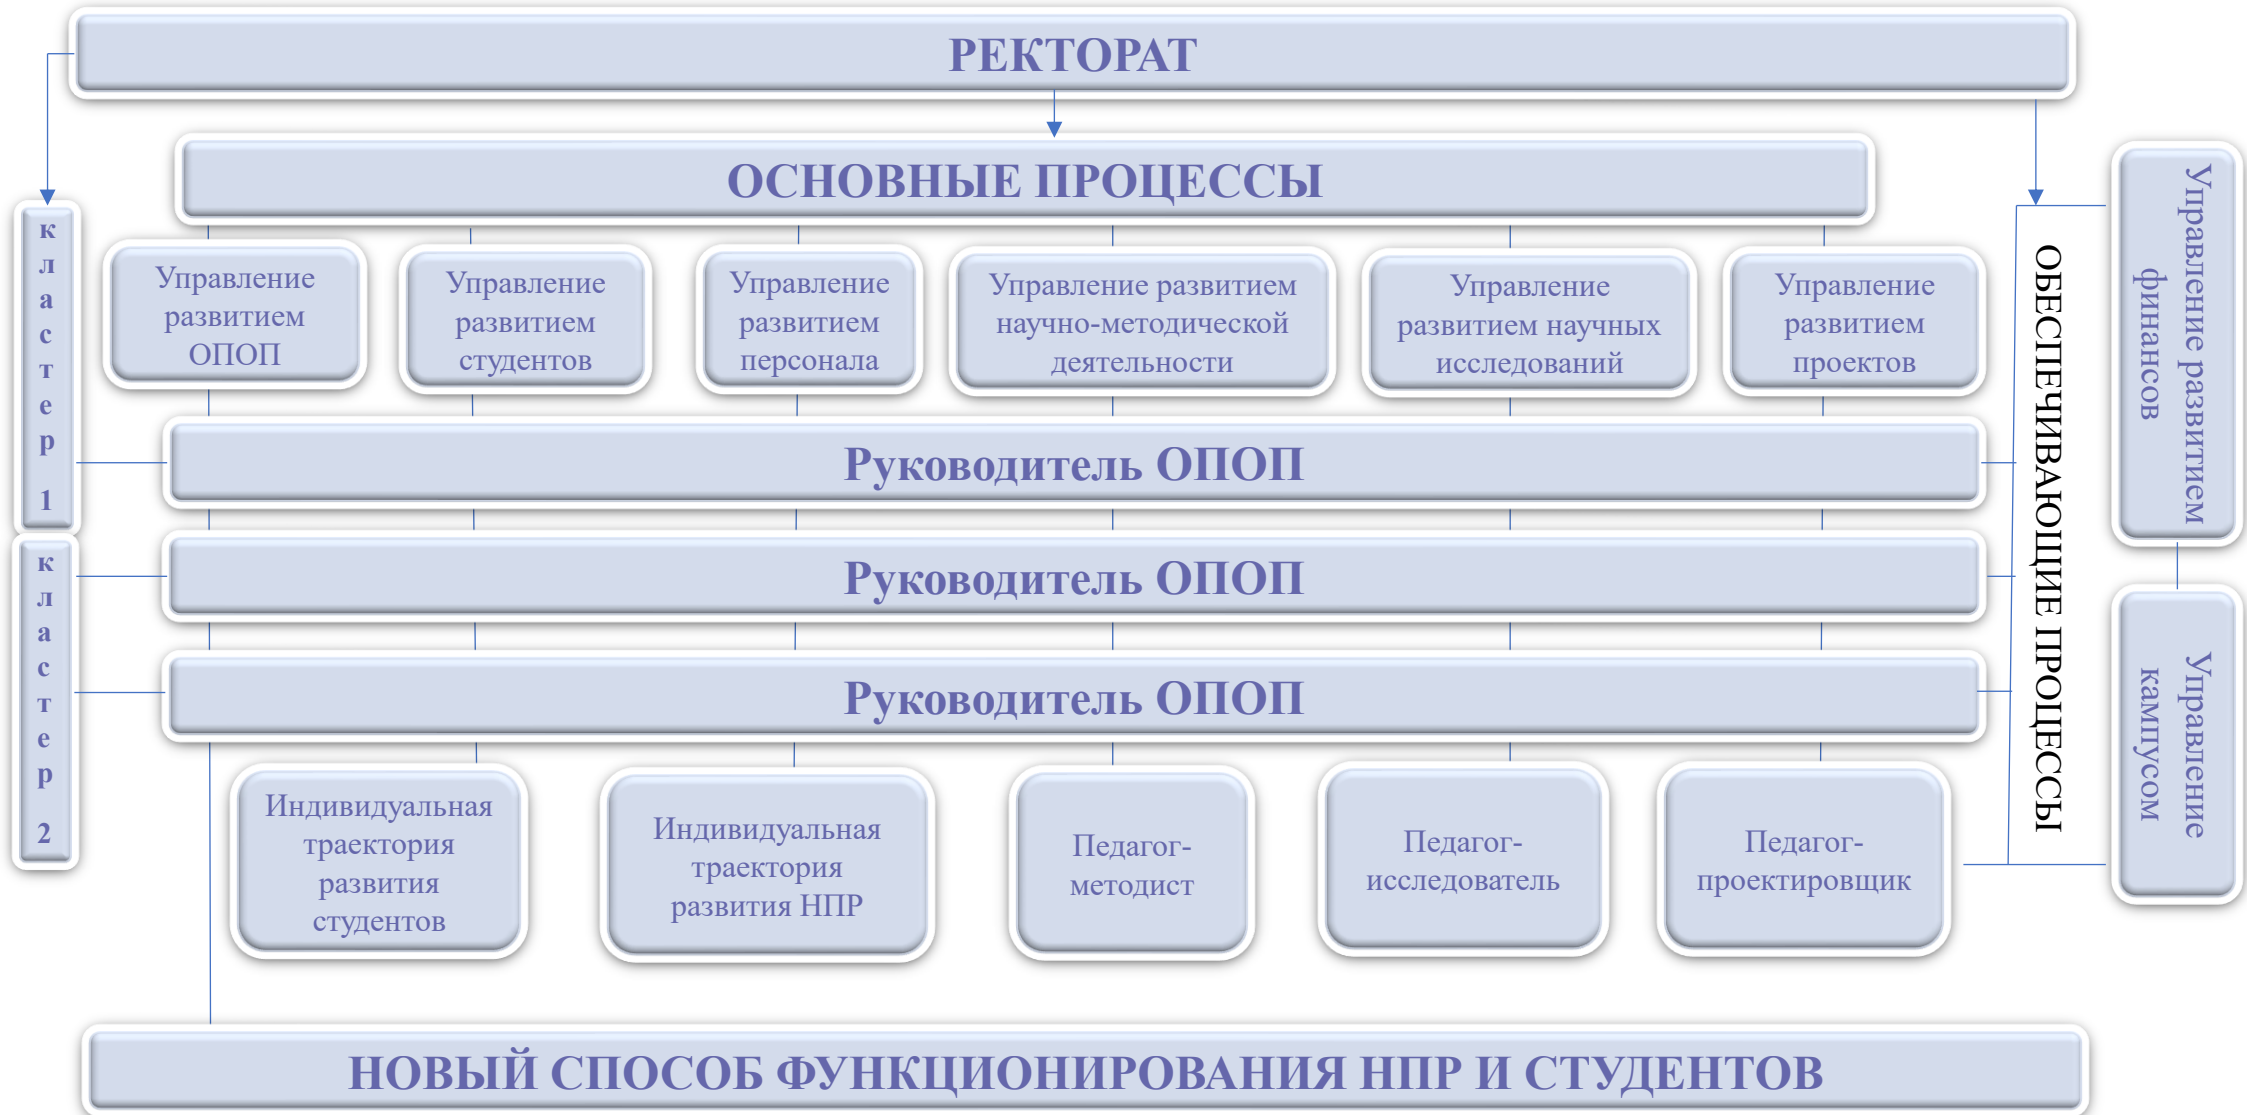 РЕКТОРАТ
ОСНОВНЫЕ ПРОЦЕССЫ
кластер 1
кластер 2
Управление
развитием
ОПОП
Управление
развитием
студентов
Управление
развитием
персонала
Управление развитием
научно-методической
деятельности
Управление
развитием научных
исследований
Управление
развитием
проектов
Руководитель ОПОП
Руководитель ОПОП
Руководитель ОПОП
Индивидуальная
траектория
развития
студентов
Индивидуальная
траектория
развития НПР
Педагог-
методист
Педагог-
исследователь
Педагог-
проектировщик
ОБЕСПЕЧИВАЮЩИЕ ПРОЦЕССЫ
Управление развитием
финансов
Управление
кампусом
НОВЫЙ СПОСОБ ФУНКЦИОНИРОВАНИЯ НПР И СТУДЕНТОВ